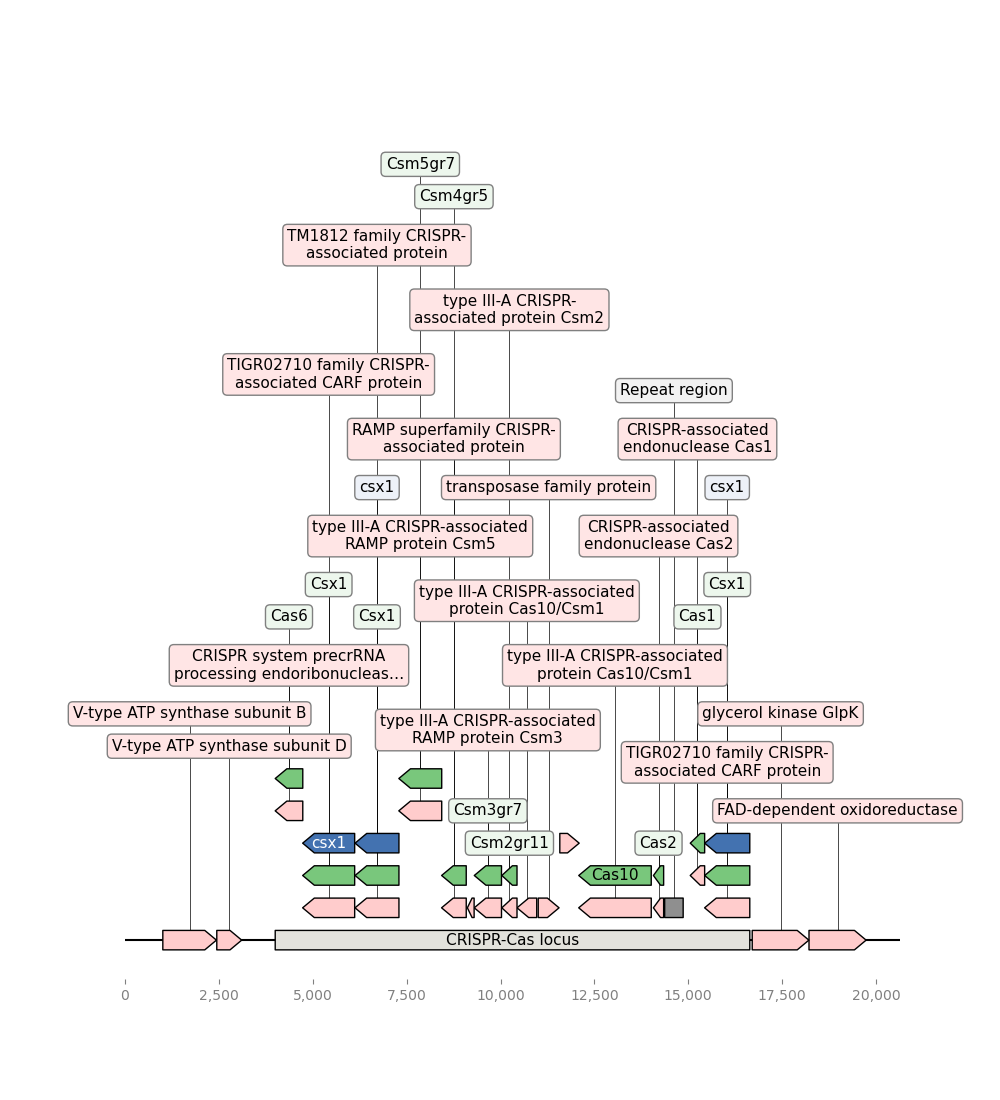 Csm5gr7
Csm4gr5
TM1812 family CRISPR-
associated protein
type III-A CRISPR-
associated protein Csm2
TIGR02710 family CRISPR-
associated CARF protein
Repeat region
RAMP superfamily CRISPR-
associated protein
CRISPR-associated
endonuclease Cas1
csx1
transposase family protein
csx1
type III-A CRISPR-associated
RAMP protein Csm5
CRISPR-associated
endonuclease Cas2
Csx1
type III-A CRISPR-associated
protein Cas10/Csm1
Csx1
Cas6
Csx1
Cas1
CRISPR system precrRNA
processing endoribonucleas…
type III-A CRISPR-associated
protein Cas10/Csm1
V-type ATP synthase subunit B
glycerol kinase GlpK
type III-A CRISPR-associated
RAMP protein Csm3
V-type ATP synthase subunit D
TIGR02710 family CRISPR-
associated CARF protein
Csm3gr7
FAD-dependent oxidoreductase
csx1
Csm2gr11
Cas2
Cas10
CRISPR-Cas locus
0 2,500 5,000 7,500 10,000 12,500 15,000 17,500 20,000